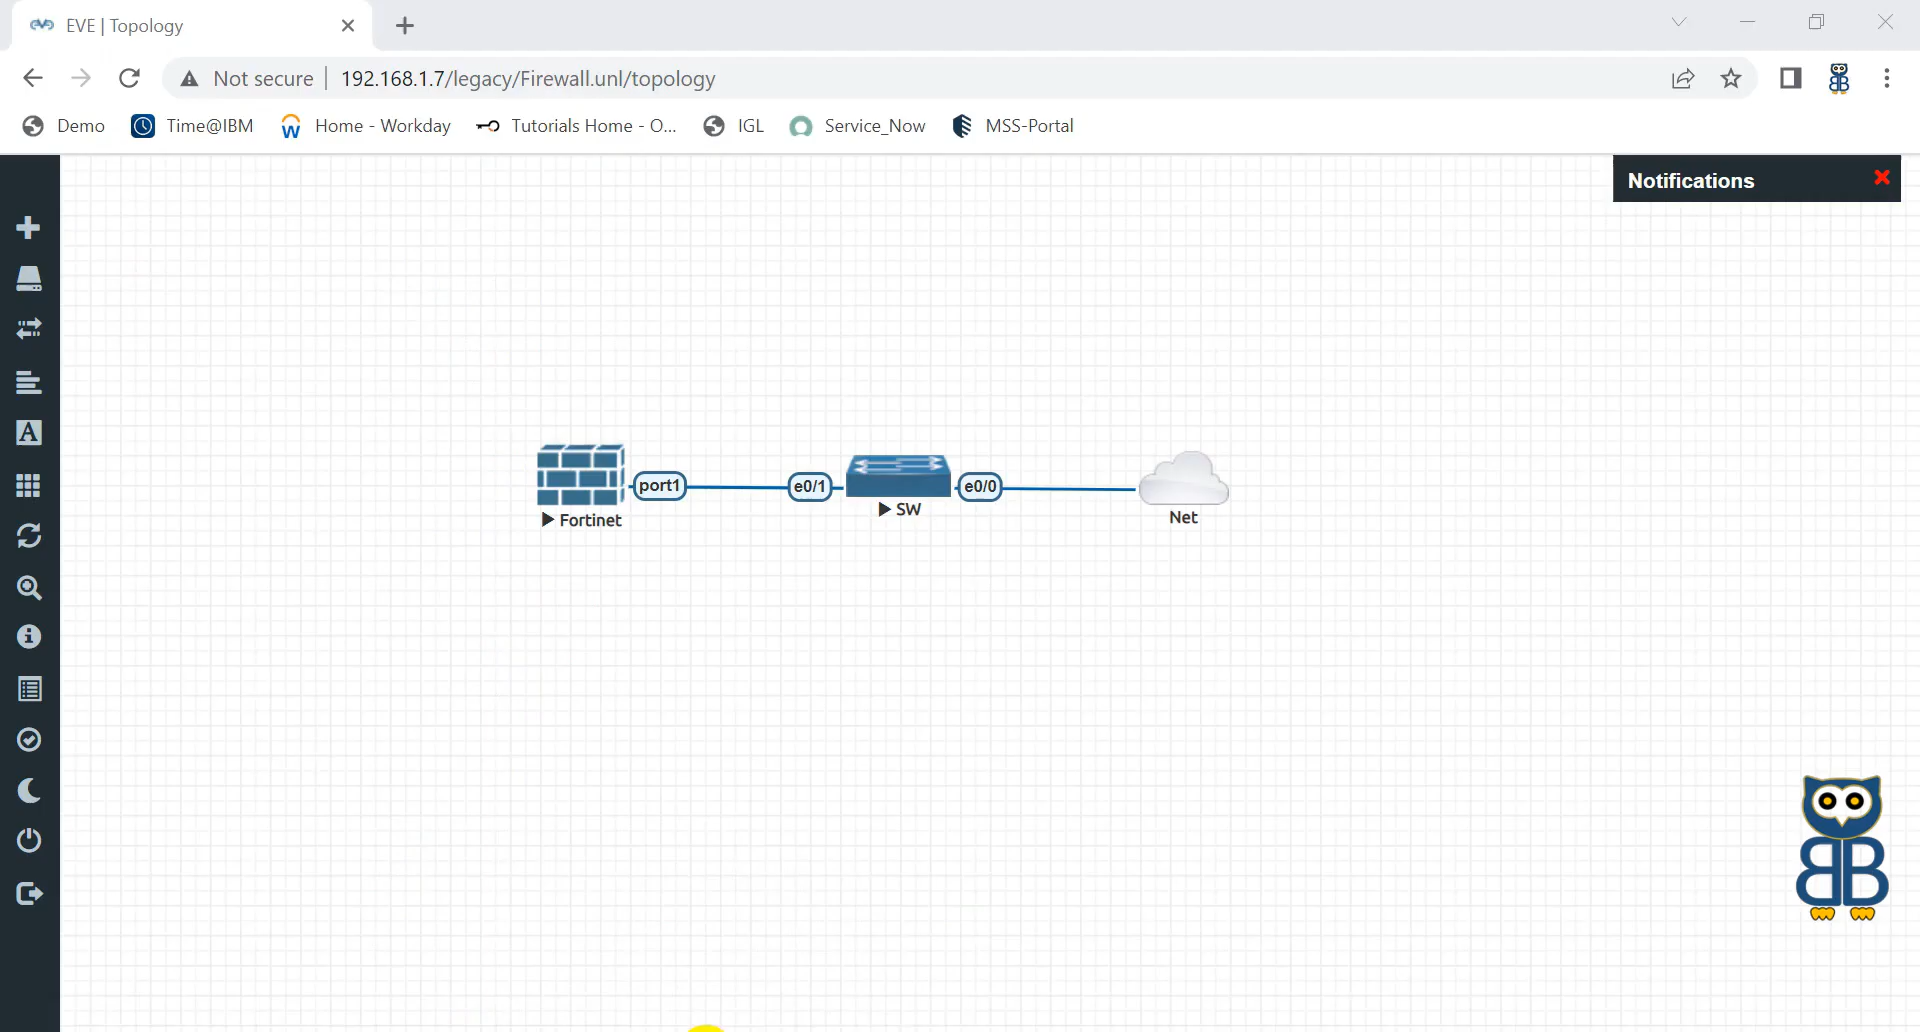 EVE | Topology
Not secure
192.168.1.7/legacy/Firewall.unl/topology
Demo
Time@IBM
Home - Workday
Tutorials Home - O...
IGL
Service_Now
MSS-Portal
Notifications
port1
e0/1
e0/0
Fortinet
SW
Net
BB